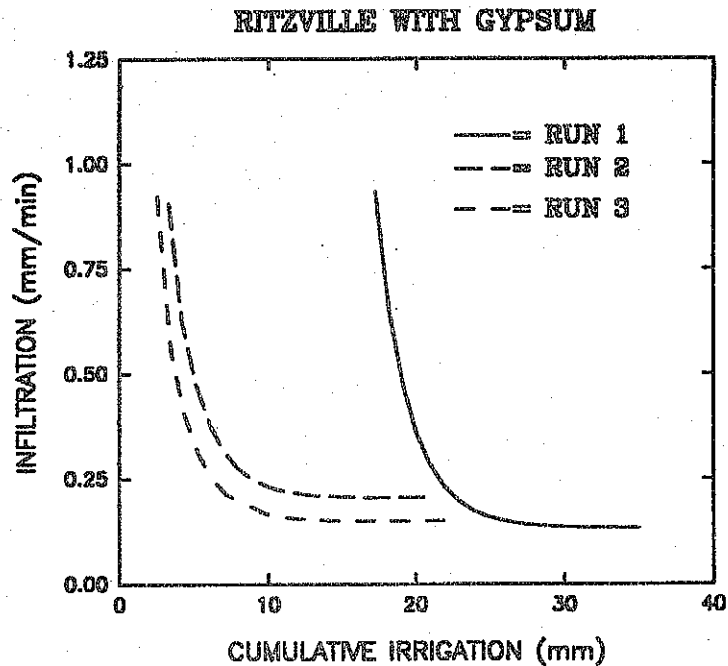 RITZVILLE WITH GYPSUM
1.25
1.00
0.75
0.50
0.25
0.00
INFILTRATION (mm/min)
= RUN 1
= RUN 2
= RUN 3
0 10 20 30 40
CUMULATIVE IRRIGATION (mm)